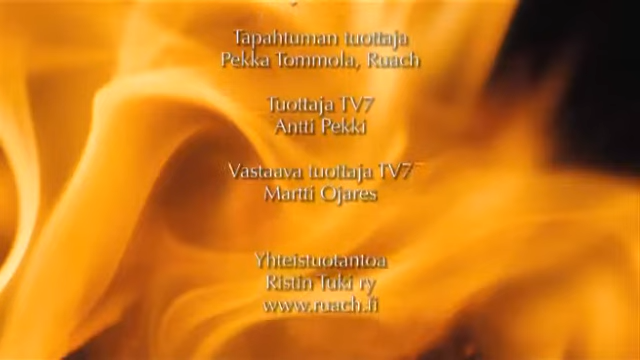 Tapahtuman tuottaja
Pekka Tommola, Ruach
Tuottaja TV7
Antti Pekki
Vastaava tuottaja TV7
Martti Ojares
Yhteistuotantoa
Ristin Tuki ry
www.ruach.fi